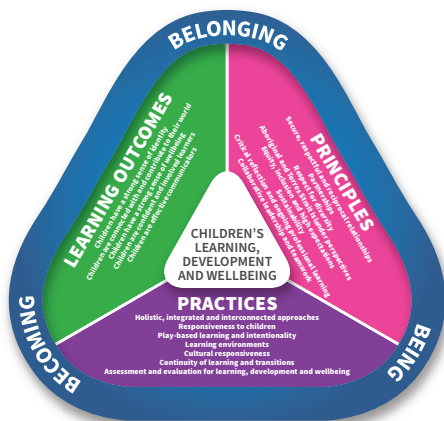 BELONGING
LEARNING OUTCOMES
Children have a strong sense of identity
Children are connected with and contribute to their world
Children have a strong sense of wellbeing
Children are confident and involved learners
Children are effective communicators
PRINCIPLES
Secure, respectful and reciprocal relationships
Partnerships
Respect for diversity
Aboriginal and Torres Strait Islander perspectives
Equity, inclusion and high expectations
Sustainability
Critical reflection and ongoing professional learning
Collaborative leadership and teamwork
CHILDREN'S
LEARNING,
DEVELOPMENT
AND WELLBEING
PRACTICES
Holistic, integrated and interconnected approaches
Responsiveness to children
Play-based learning and intentionality
Learning environments
Cultural responsiveness
Continuity of learning and transitions
Assessment and evaluation for learning, development and wellbeing
BECOMING
BEING